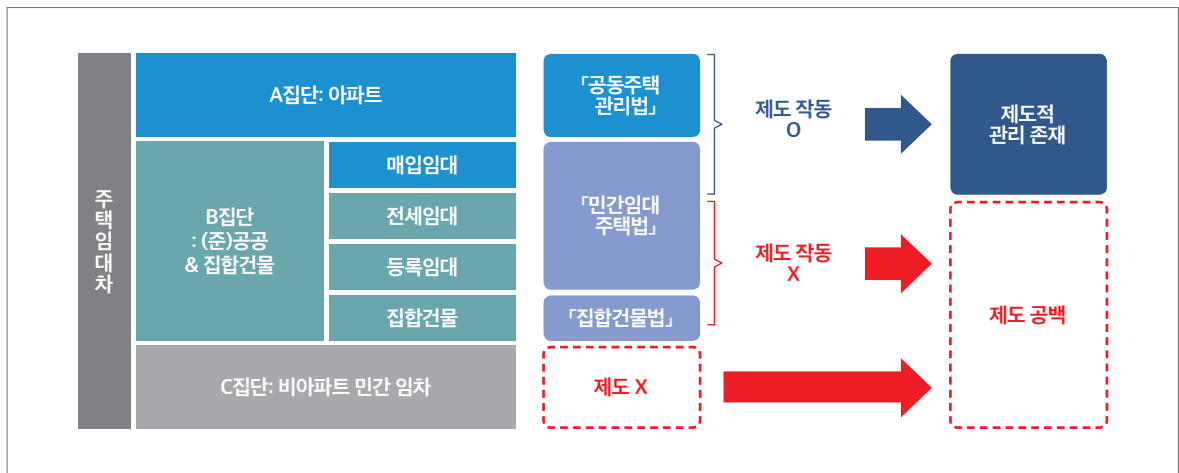 주택임대차
A집단: 아파트
B집단
: (준)공공
& 집합건물
매입임대
전세임대
등록임대
집합건물
C집단: 비아파트 민간 임차
「공동주택
관리법」
「민간임대
주택법」
「집합건물법」
제도 X
제도 작동
O
제도 작동
X
제도적
관리 존재
제도 공백